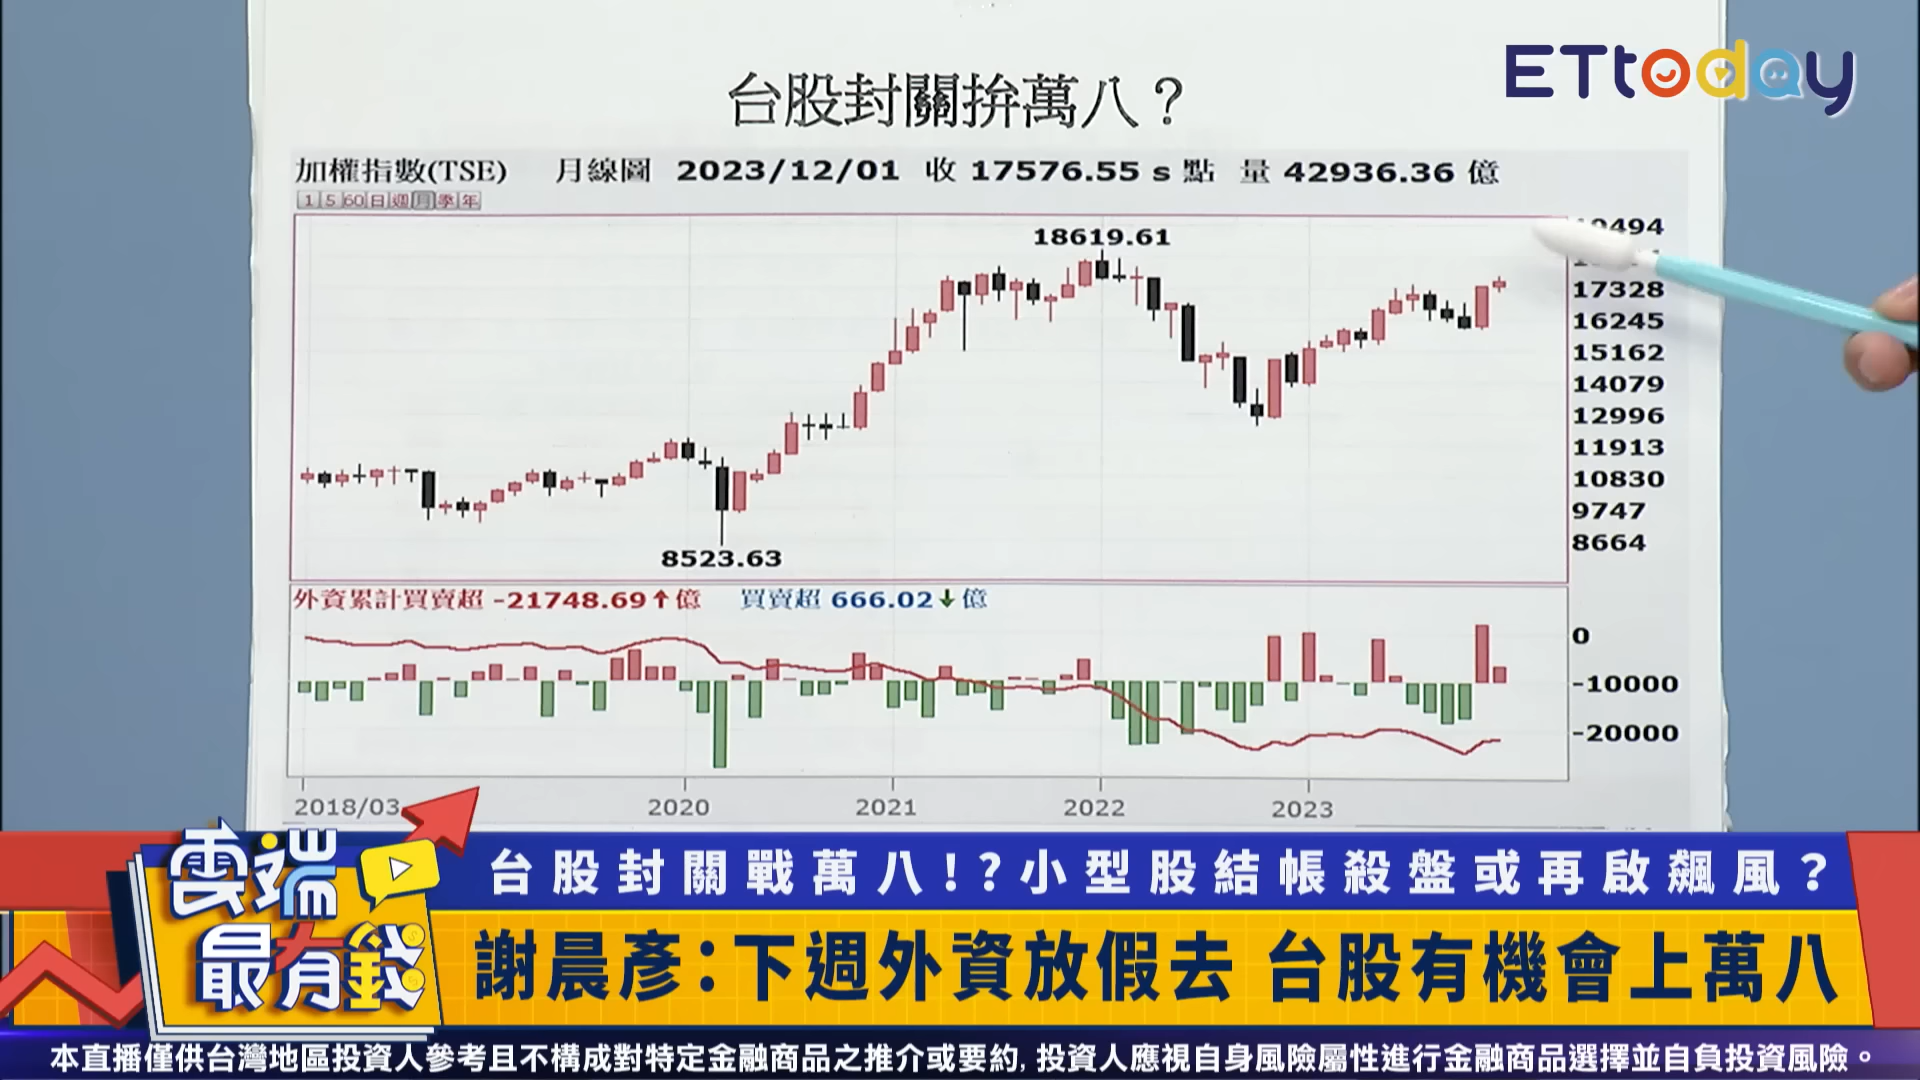 ETtoday
台股封關拚萬八？
加權指數(TSE) 月線圖 2023/12/01 收 17576.55 s 點 量 42936.36 億
1 5 60 日 週 月 季 年
18619.61
17328
16245
15162
14079
12996
11913
10830
9747
8664
8523.63
外資累計買賣超 -21748.69↑億 買賣超 666.02↓億
0
-10000
-20000
2018/03 2020 2021 2022 2023
雲端最有錢
台股封關戰萬八!?小型股結帳殺盤或再啟飆風?
謝晨彥:下週外資放假去 台股有機會上萬八
本直播僅供台灣地區投資人參考且不構成對特定金融商品之推介或要約, 投資人應視自身風險屬性進行金融商品選擇並自負投資風險。